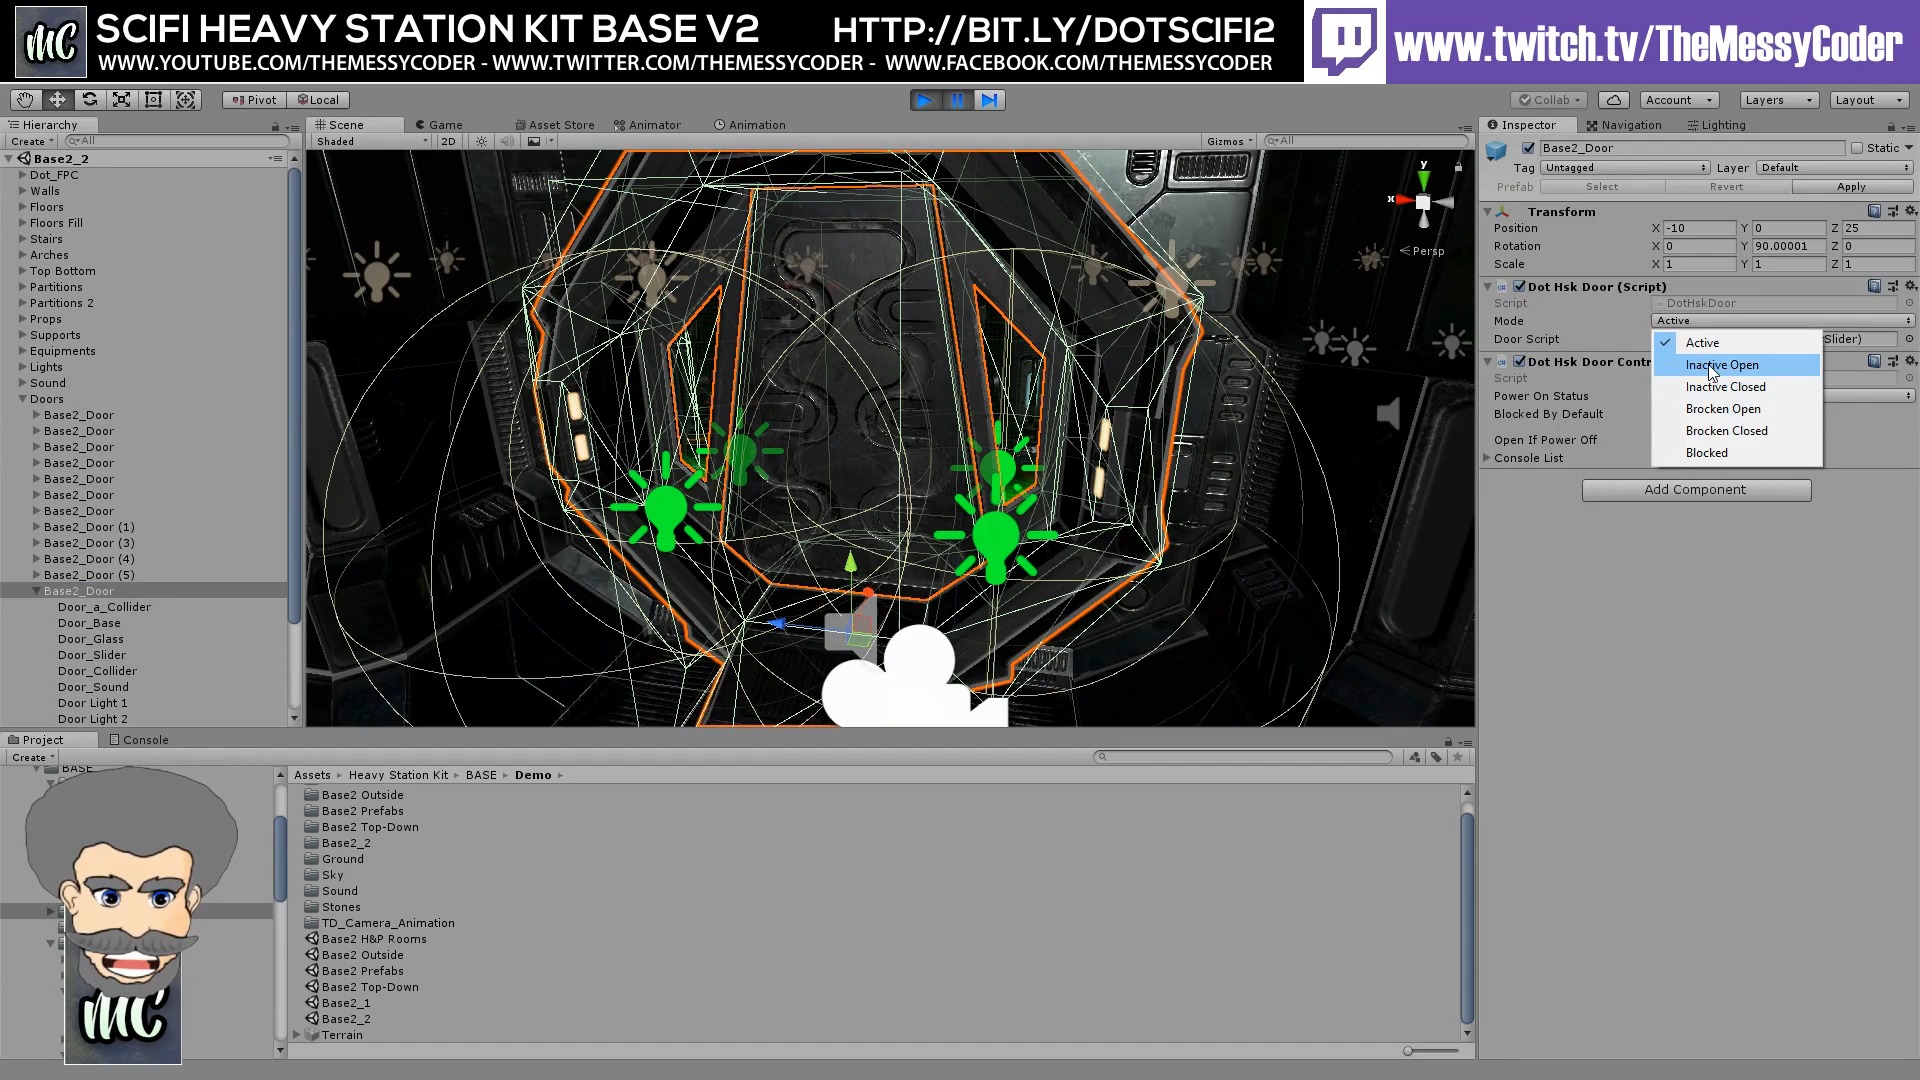 MC
SCIFI HEAVY STATION KIT BASE V2
HTTP://BIT.LY/DOTSCIFI2
WWW.YOUTUBE.COM/THEMESSYCODER - WWW.TWITTER.COM/THEMESSYCODER - WWW.FACEBOOK.COM/THEMESSYCODER
www.twitch.tv/TheMessyCoder
Pivot
Local
Collab
Account
Layers
Layout
Hierarchy
Create
All
Base2_2
Dot_FPC
Walls
Floors
Floors Fill
Stairs
Arches
Top Bottom
Partitions
Partitions 2
Props
Supports
Equipments
Lights
Sound
Doors
Base2_Door
Base2_Door
Base2_Door
Base2_Door
Base2_Door
Base2_Door
Base2_Door
Base2_Door (1)
Base2_Door (3)
Base2_Door (4)
Base2_Door (5)
Base2_Door
Door_a_Collider
Door_Base
Door_Glass
Door_Slider
Door_Collider
Door_Sound
Door Light 1
Door Light 2
Scene
Game
Asset Store
Animator
Animation
Shaded
2D
Gizmos
All
y
x
Persp
Inspector
Navigation
Lighting
Base2_Door
Static
Tag
Untagged
Layer
Default
Prefab
Select
Revert
Apply
Transform
Position
X -10
Y 0
Z 25
Rotation
X 0
Y 90.00001
Z 0
Scale
X 1
Y 1
Z 1
Dot Hsk Door (Script)
Script
DotHskDoor
Mode
Active
Door Script
Slider)
Active
Inactive Open
Inactive Closed
Brocken Open
Brocken Closed
Blocked
Dot Hsk Door Contr
Script
Power On Status
Blocked By Default
Open If Power Off
Console List
Add Component
Project
Console
Create
BASE
Assets
Heavy Station Kit
BASE
Demo
Base2 Outside
Base2 Prefabs
Base2 Top-Down
Base2_2
Ground
Sky
Sound
Stones
TD_Camera_Animation
Base2 H&P Rooms
Base2 Outside
Base2 Prefabs
Base2 Top-Down
Base2_1
Base2_2
Terrain
MC